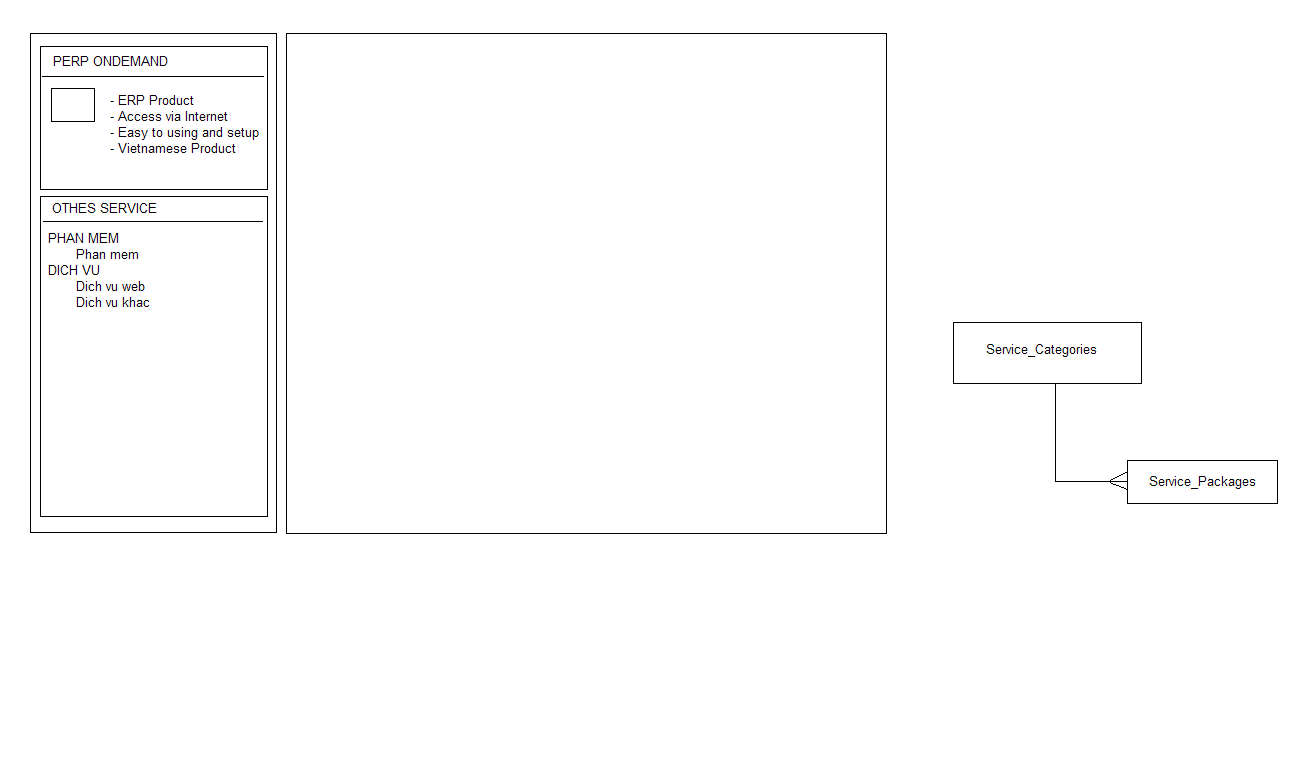 PERP ONDEMAND
- ERP Product
- Access via Internet
- Easy to using and setup
- Vietnamese Product
OTHES SERVICE
PHAN MEM
Phan mem
DICH VU
Dich vu web
Dich vu khac
Service_Categories
Service_Packages